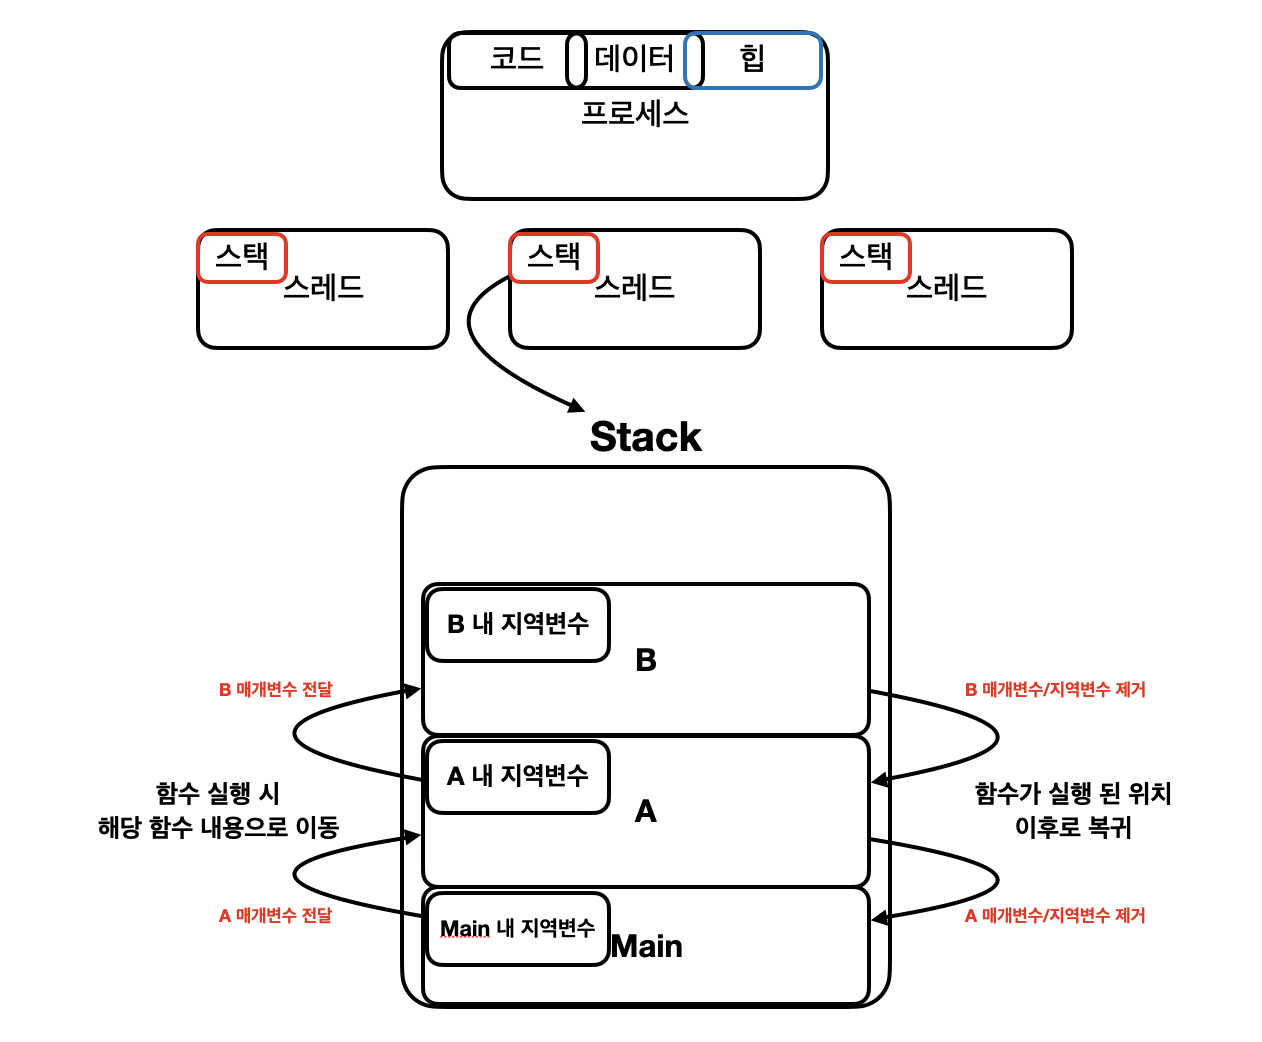 코드
데이터
힙
프로세스
스택
스레드
스택
스레드
스택
스레드
Stack
B 내 지역변수
B
B 매개변수 전달
B 매개변수/지역변수 제거
A 내 지역변수
A
함수 실행 시
해당 함수 내용으로 이동
함수가 실행 된 위치
이후로 복귀
A 매개변수 전달
A 매개변수/지역변수 제거
Main 내 지역변수
Main